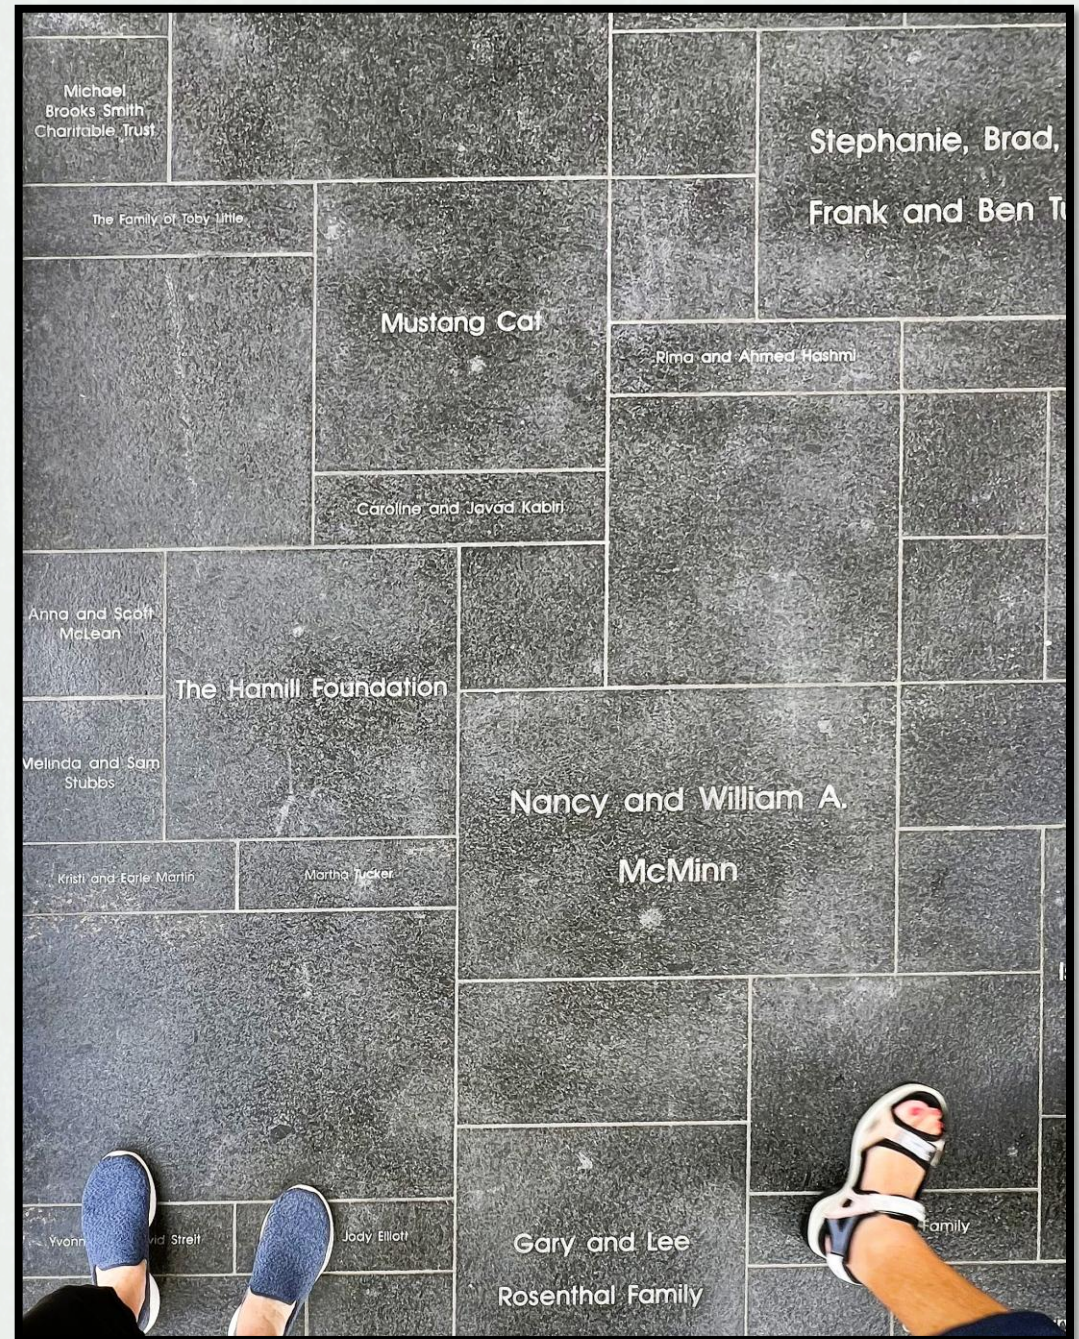 Michael
Brooks Smith
Charitable Trust
Stephanie, Brad,
Frank and Ben
The Family of Toby Little
Mustang Cat
Rima and Ahmed Hashmi
Caroline and Javad Kabiri
Anna and Scott
McLean
The Hamill Foundation
Melinda and Sam
Stubbs
Nancy and William A.
McMinn
Kristi and Earle Martin
Martha Tucker
Streit
Jody Elliott
Gary and Lee
Rosenthal Family
Family